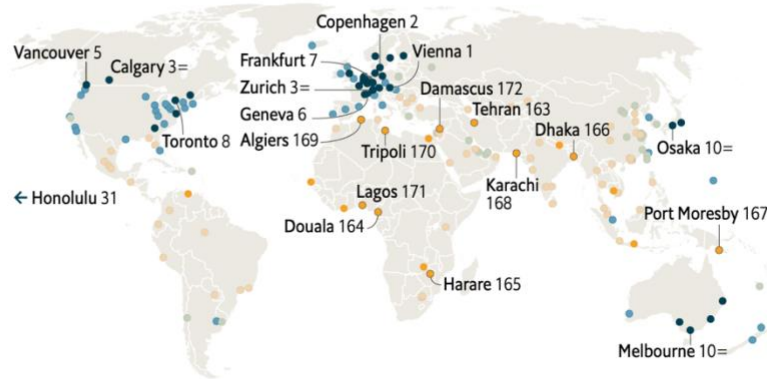 Copenhagen 2
Vancouver 5
Calgary 3=
Frankfurt 7
Vienna 1
Zurich 3=
Damascus 172
Tehran 163
Geneva 6
Dhaka 166
Toronto 8
Algiers 169
Tripoli 170
Osaka 10=
← Honolulu 31
Lagos 171
Karachi
168
Douala 164
Port Moresby 167
Harare 165
Melbourne 10=